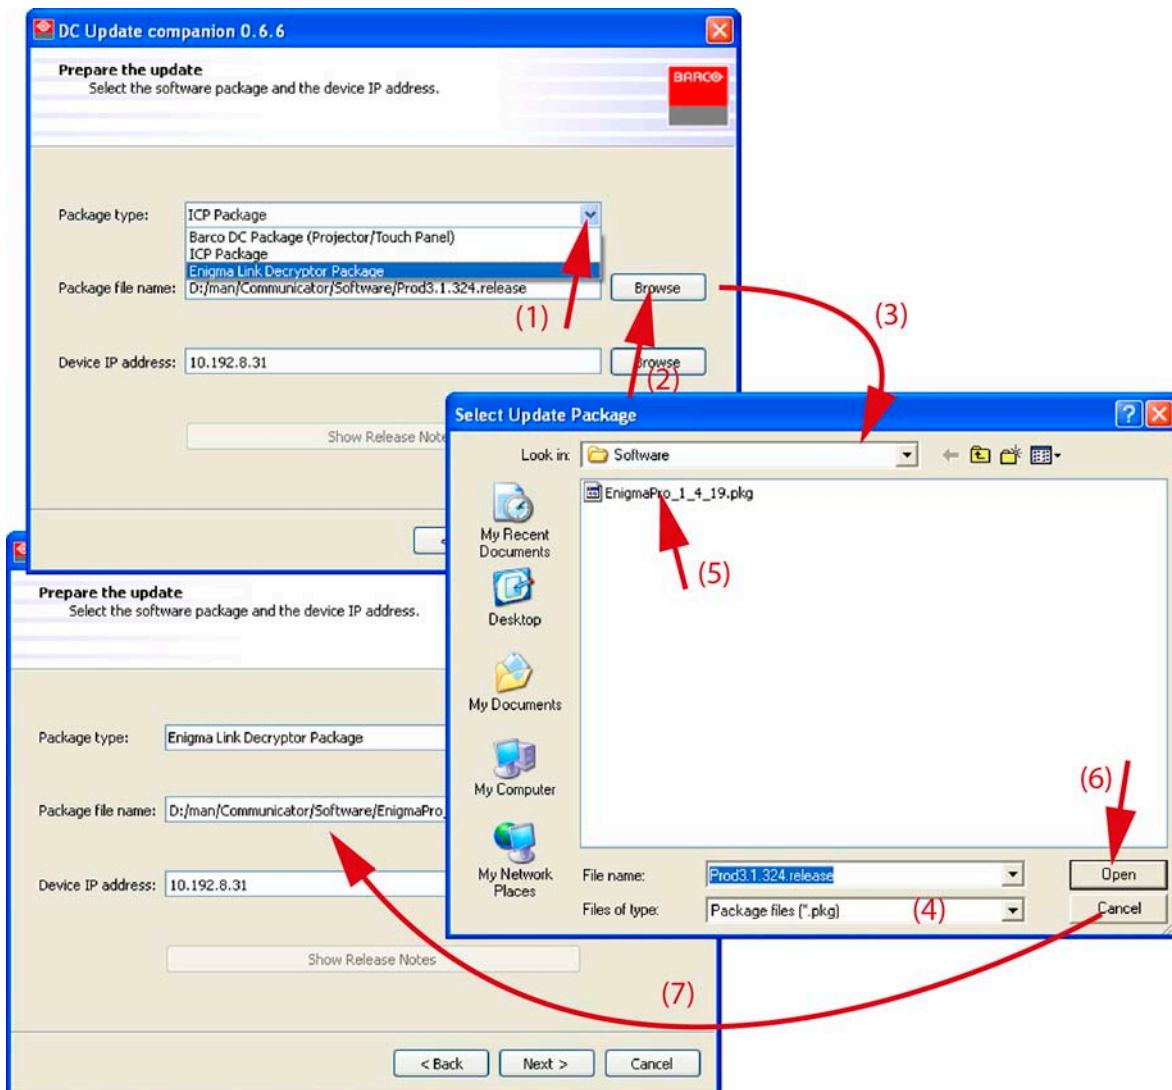 DC Update companion 0.6.6
Prepare the update
Select the software package and the device IP address.
BARCO
Package type:
ICP Package
Barco DC Package (Projector/Touch Panel)
ICP Package
Enigma Link Decryptor Package
Package file name:
D:/man/Communicator/Software/Prod3.1.324.release
Browse
(1)
(2)
(3)
Device IP address:
10.192.8.31
Browse
Show Release Note
<
Select Update Package
Look in:
Software
EnigmaPro_1_4_19.pkg
(5)
My Recent
Documents
Desktop
My Documents
My Computer
My Network
Places
(6)
File name:
Prod3.1.324.release
Open
Files of type:
Package files (*.pkg)
(4)
Cancel
Prepare the update
Select the software package and the device IP address.
Package type:
Enigma Link Decryptor Package
Package file name:
D:/man/Communicator/Software/EnigmaPro_
Device IP address:
10.192.8.31
Show Release Notes
(7)
< Back
Next >
Cancel